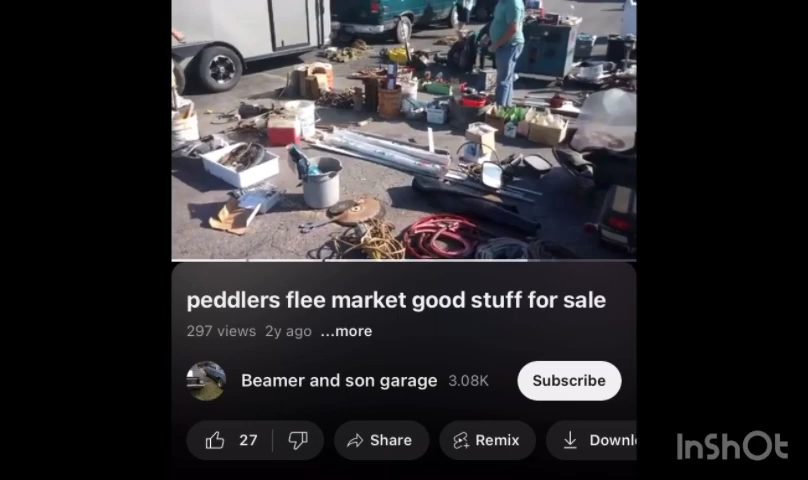 peddlers flee market good stuff for sale
297 views 2y ago ...more
Beamer and son garage 3.08K Subscribe
27 Share Remix Downl
InShOt